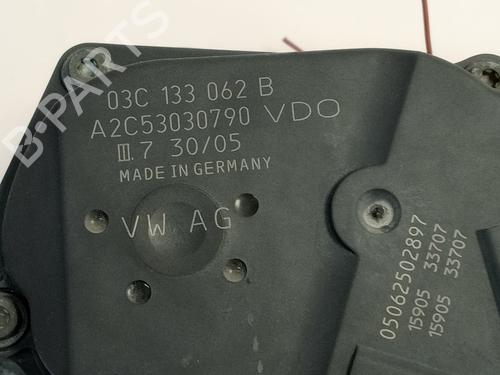 03C 133 062 B
A2C53030790 VDO
III.7 30/05
MADE IN GERMANY
VW AG
05062502897
15905 33707
15905 33707
B-PARTS